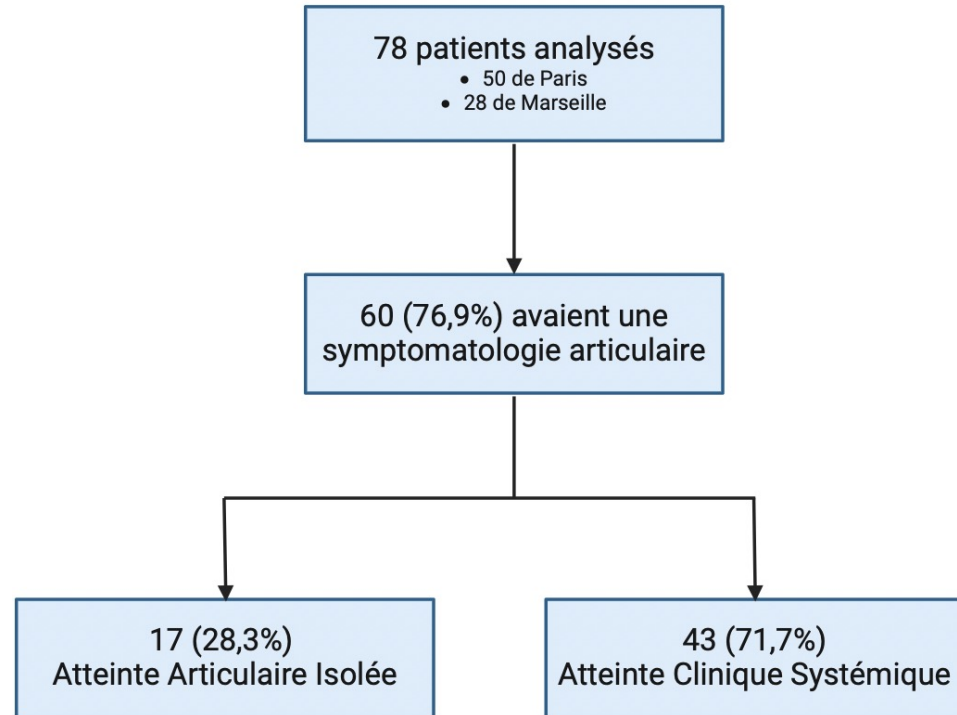 78 patients analysés
• 50 de Paris
• 28 de Marseille
60 (76,9%) avaient une
symptomatologie articulaire
17 (28,3%)
Atteinte Articulaire Isolée
43 (71,7%)
Atteinte Clinique Systémique